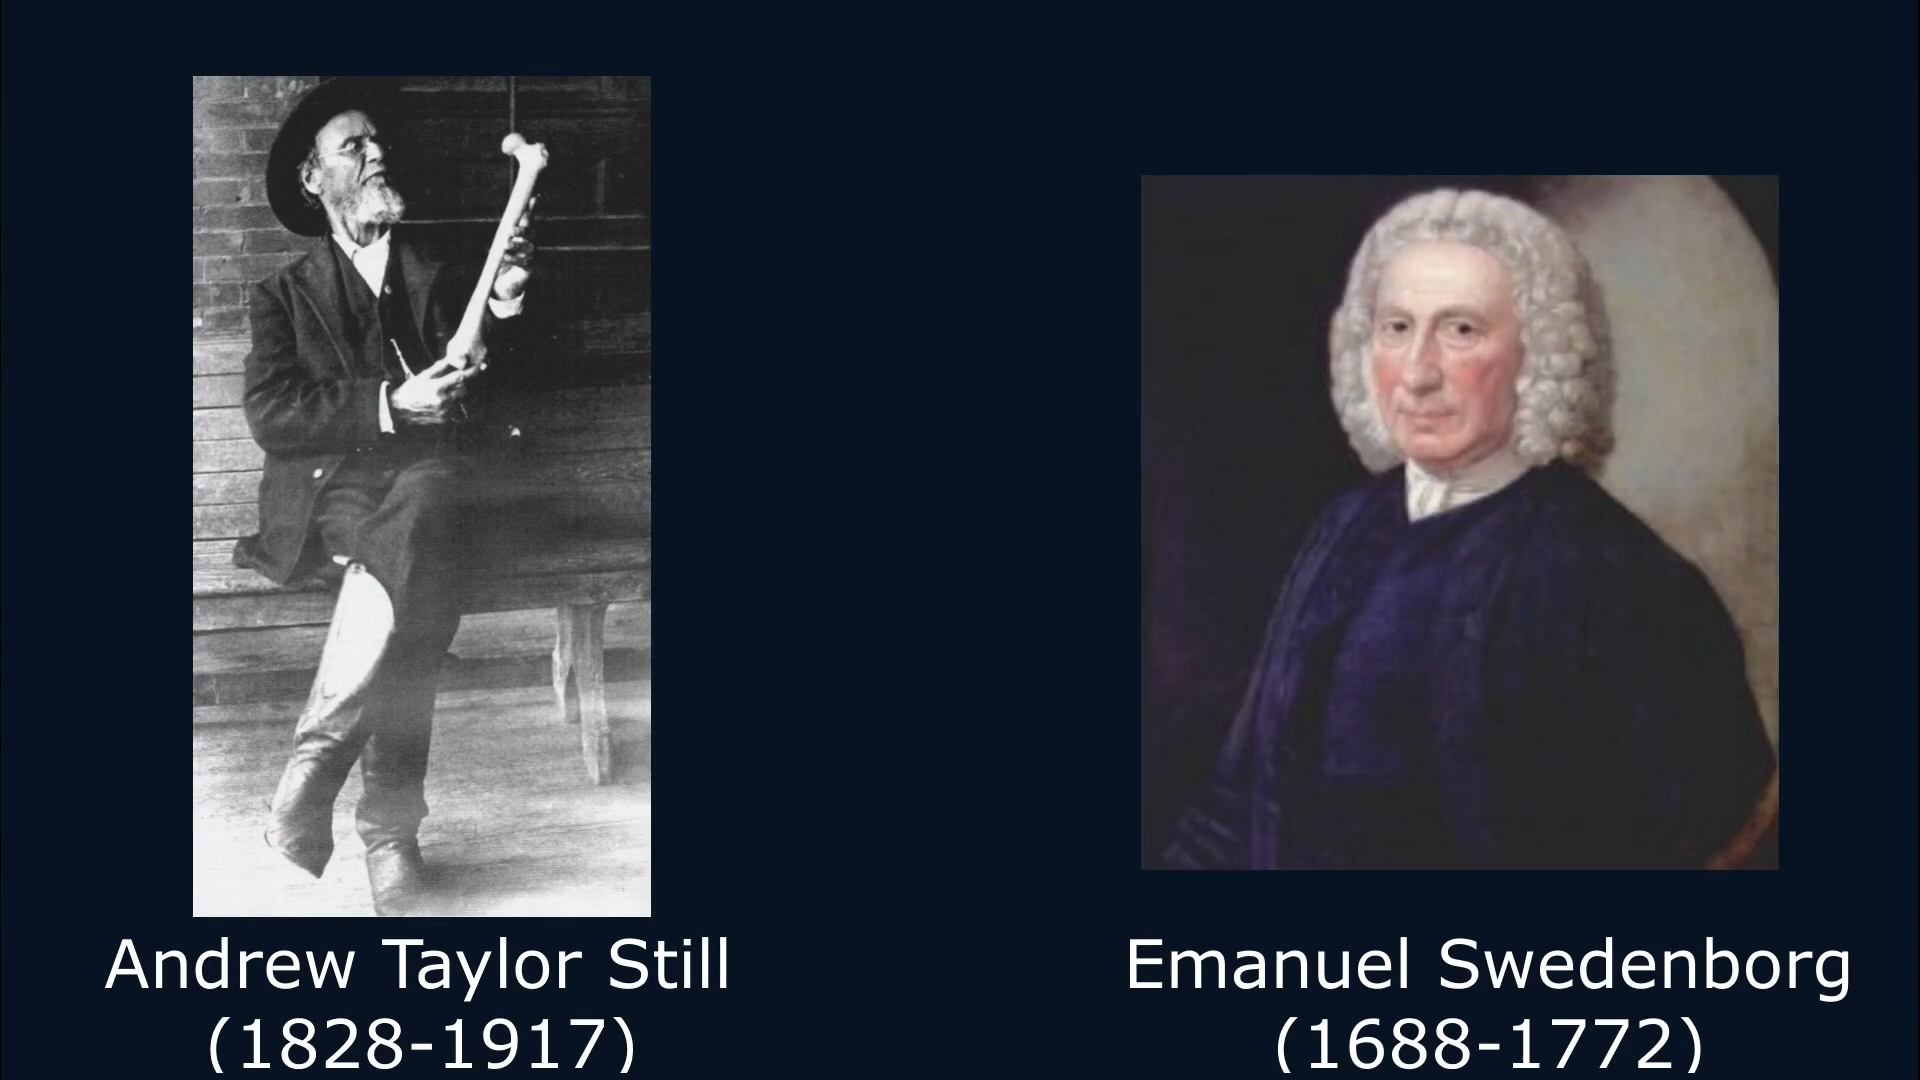 Andrew Taylor Still
(1828-1917)
Emanuel Swedenborg
(1688-1772)